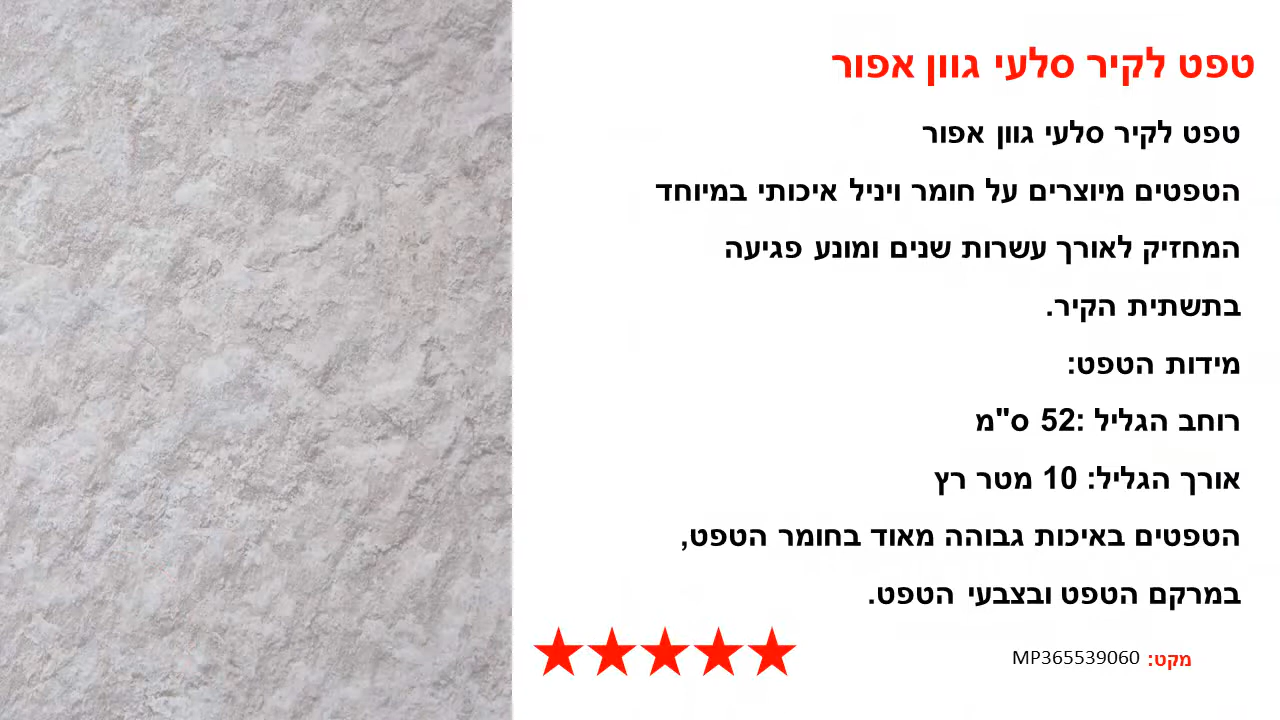 טפט לקיר סלעי גוון אפור
טפט לקיר סלעי גוון אפור
הטפטים מיוצרים על חומר ויניל איכותי במיוחד
המחזיק לאורך עשרות שנים ומונע פגיעה
בתשתית הקיר.
מידות הטפט:
רוחב הגליל :52 ס"מ
אורך הגליל: 10 מטר רץ
הטפטים באיכות גבוהה מאוד בחומר הטפט,
במרקם הטפט ובצבעי הטפט.
מקט: MP365539060